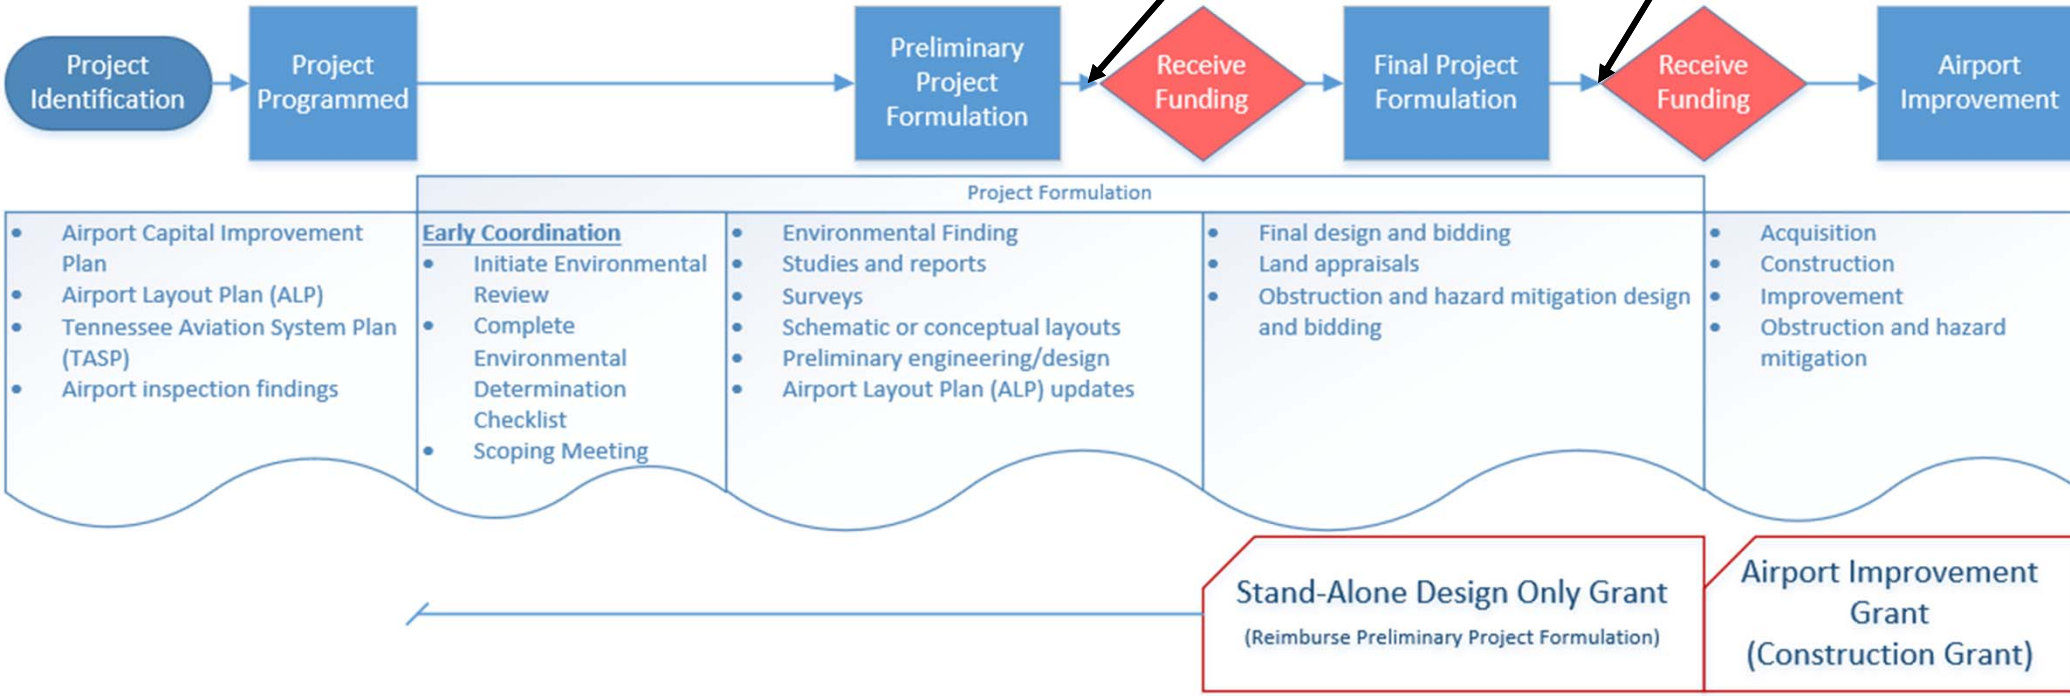 Project
Identification
Project
Programmed
Preliminary
Project
Formulation
Receive
Funding
Final Project
Formulation
Receive
Funding
Airport
Improvement
Project Formulation
• Airport Capital Improvement
Plan
• Airport Layout Plan (ALP)
• Tennessee Aviation System Plan
(TASP)
• Airport inspection findings
Early Coordination
• Initiate Environmental
Review
• Complete
Environmental
Determination
Checklist
• Scoping Meeting
• Environmental Finding
• Studies and reports
• Surveys
• Schematic or conceptual layouts
• Preliminary engineering/design
• Airport Layout Plan (ALP) updates
• Final design and bidding
• Land appraisals
• Obstruction and hazard mitigation design
and bidding
• Acquisition
• Construction
• Improvement
• Obstruction and hazard
mitigation
Stand-Alone Design Only Grant
(Reimburse Preliminary Project Formulation)
Airport Improvement
Grant
(Construction Grant)